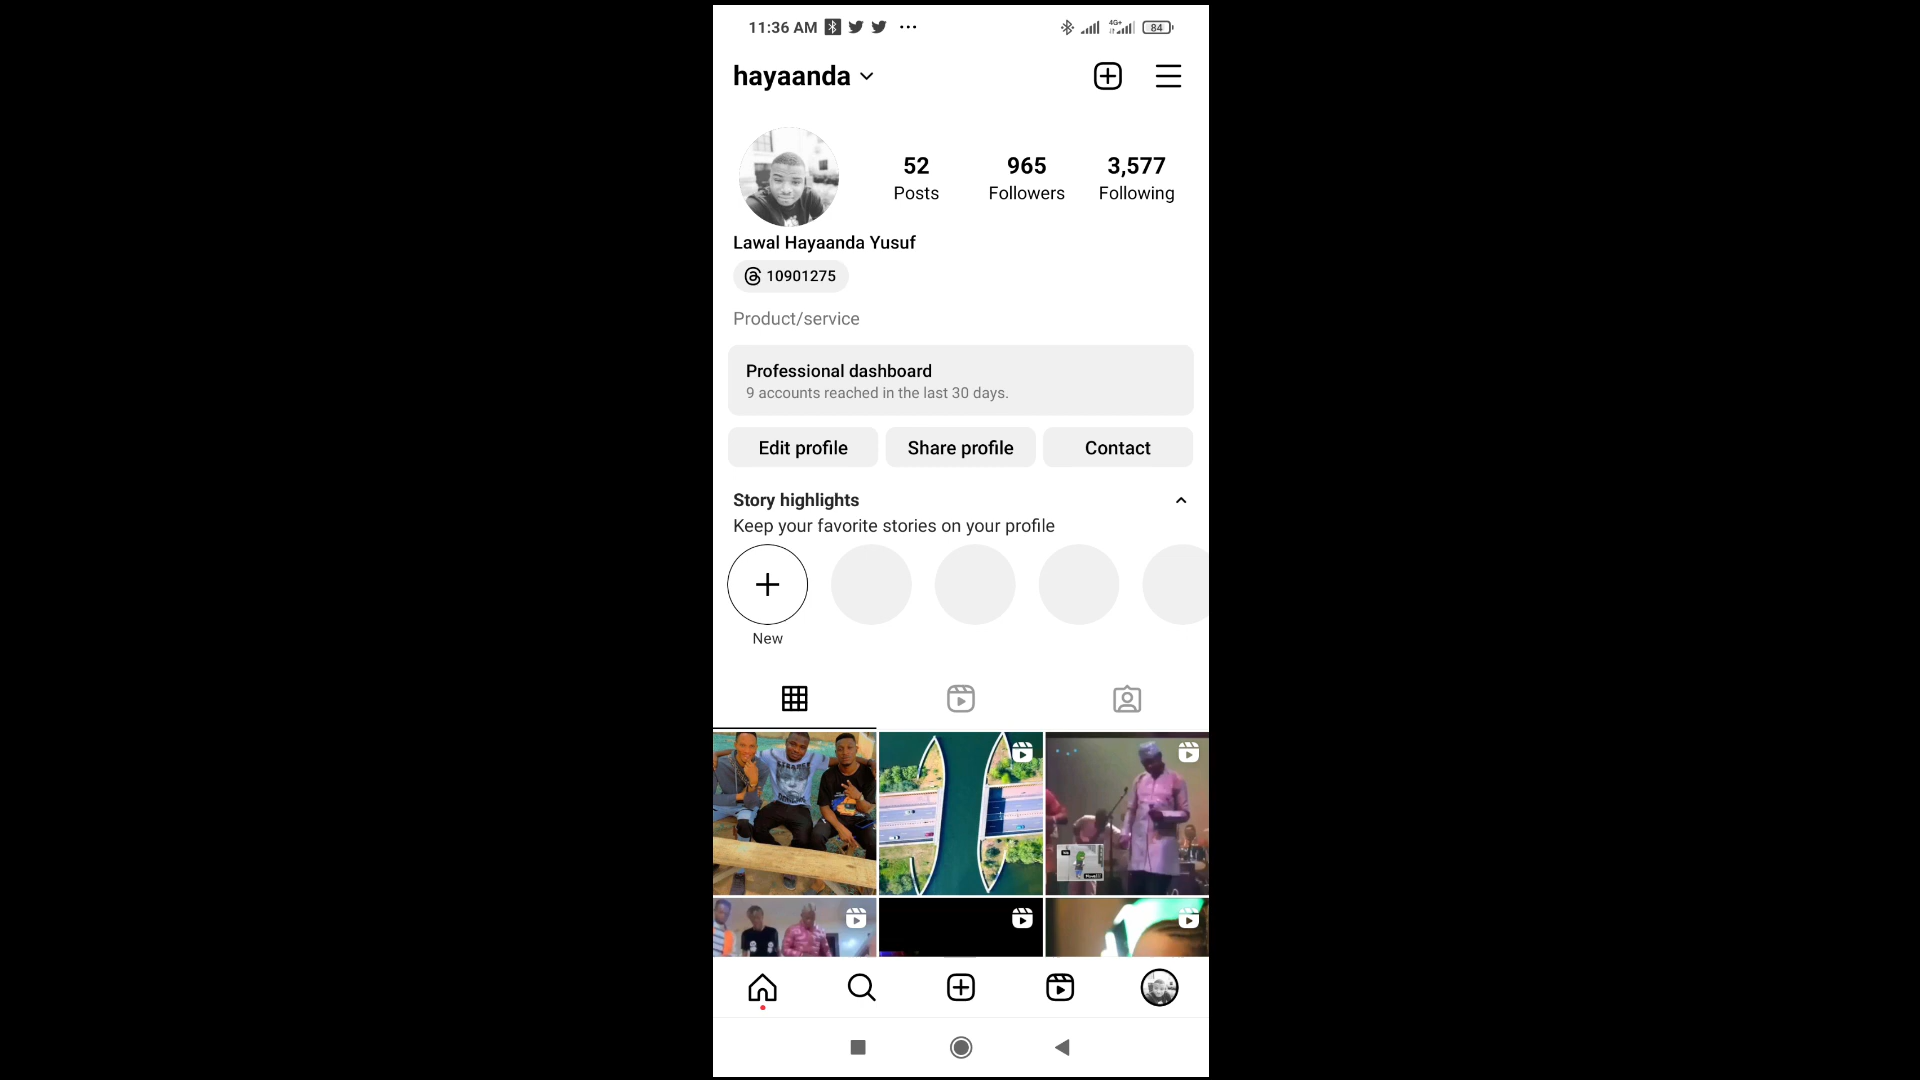 11:36 AM
4G+
84
hayaanda
52
965
3,577
Posts
Followers
Following
Lawal Hayaanda Yusuf
10901275
Product/service
Professional dashboard
9 accounts reached in the last 30 days.
Edit profile
Share profile
Contact
Story highlights
Keep your favorite stories on your profile
New